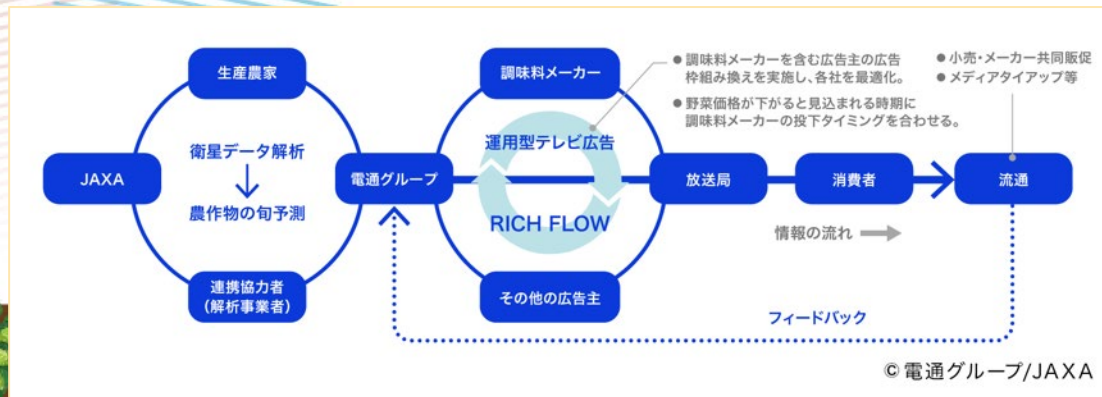 生産農家
JAXA
衛星データ解析
農作物の旬予測
連携協力者
(解析事業者)
電通グループ
調味料メーカー
運用型テレビ広告
RICH FLOW
その他の広告主
● 調味料メーカーを含む広告主の広告
枠組み換えを実施し、各社を最適化。
● 野菜価格が下がると見込まれる時期に
調味料メーカーの投下タイミングを合わせる。
● 小売・メーカー共同販促
● メディアタイアップ等
放送局
消費者
流通
情報の流れ
フィードバック
©電通グループ/JAXA